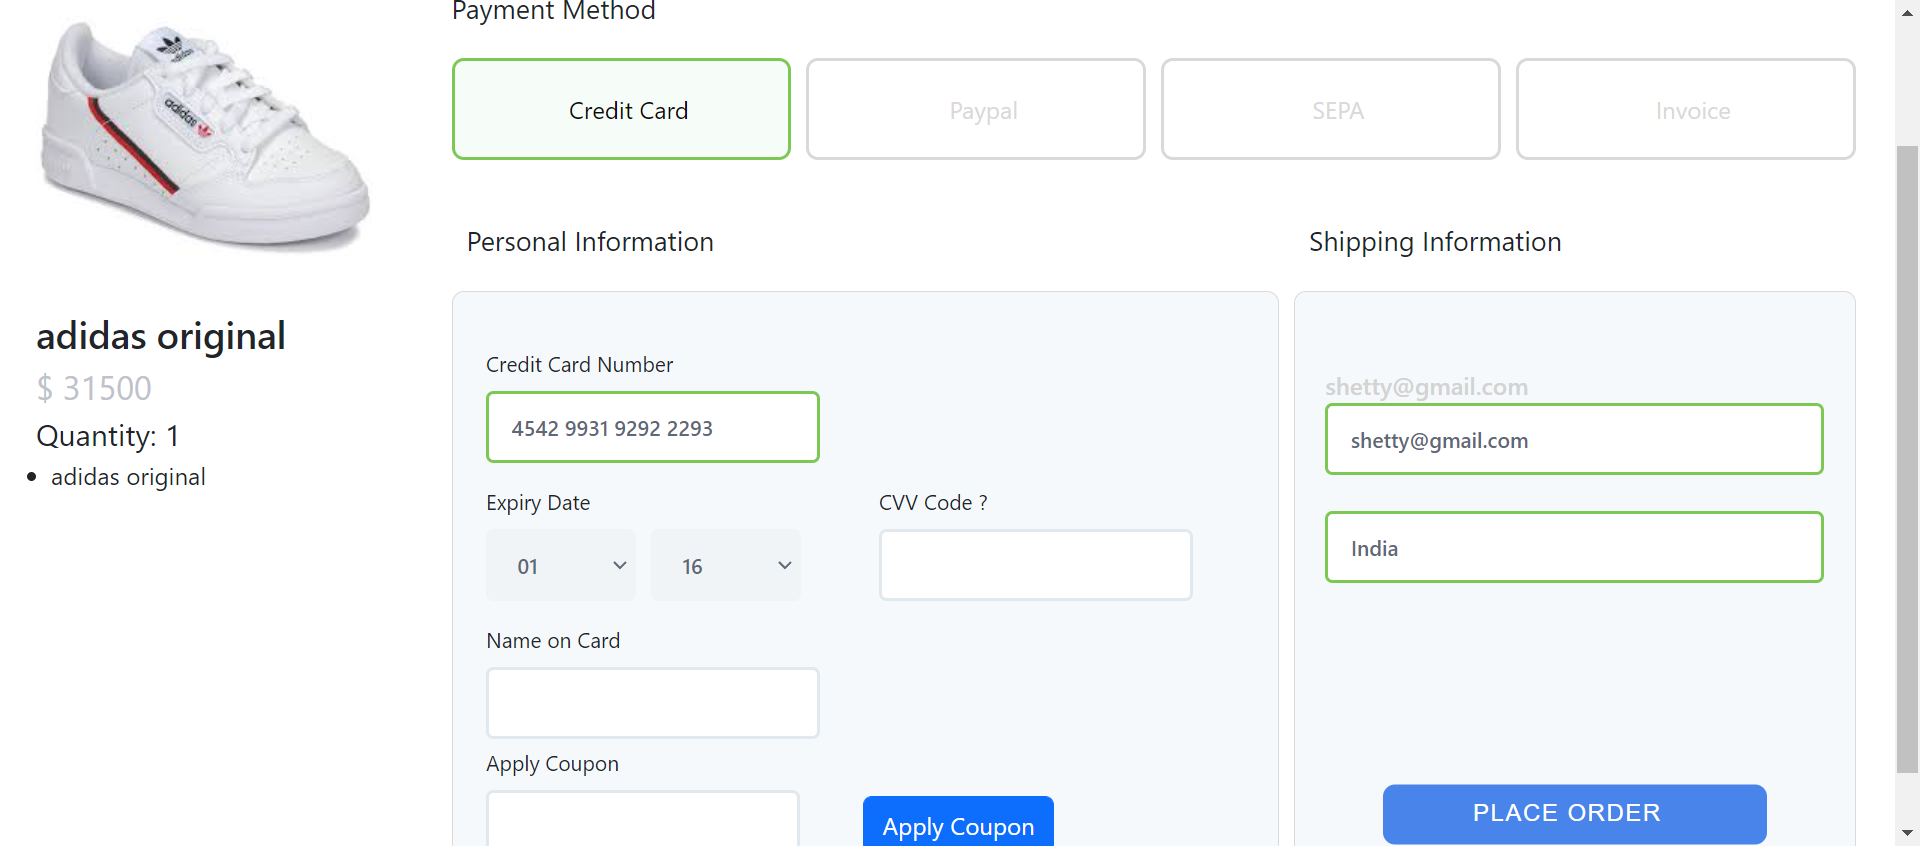 Payment Method
Credit Card
Paypal
SEPA
Invoice
adidas
adidas original
$ 31500
Quantity: 1
adidas original
Personal Information
Credit Card Number
4542 9931 9292 2293
Expiry Date
CVV Code ?
01
16
Name on Card
Apply Coupon
Apply Coupon
Shipping Information
shetty@gmail.com
shetty@gmail.com
India
PLACE ORDER